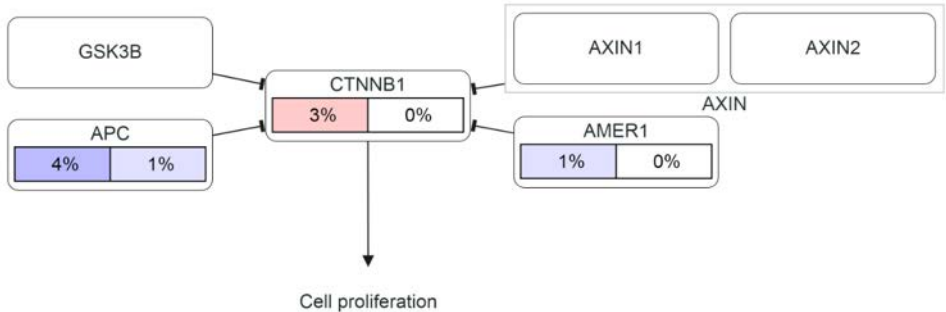 GSK3B
AXIN1
AXIN2
CTNNB1
3% 0%
AXIN
APC
4% 1%
AMER1
1% 0%
Cell proliferation